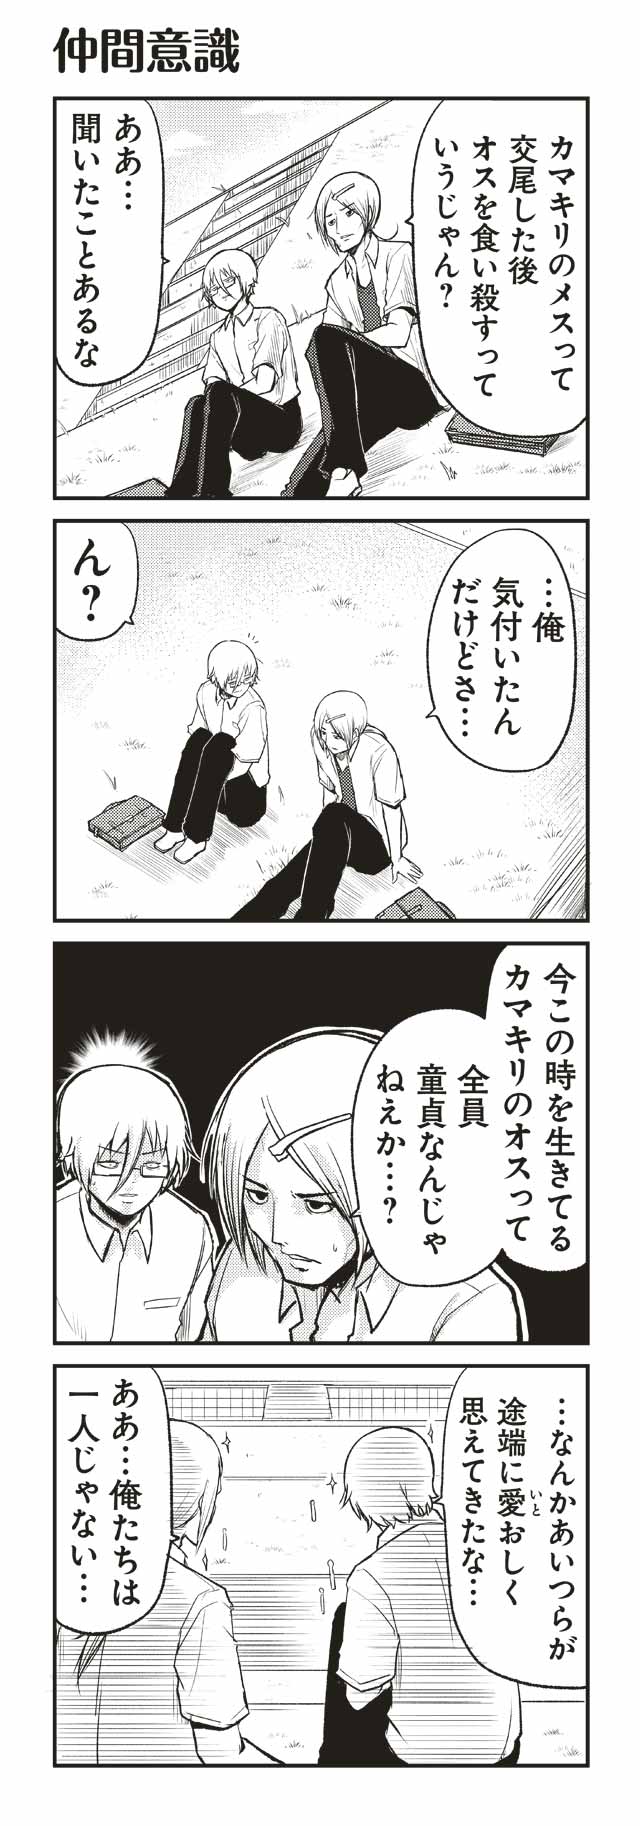 仲間意識
カマキリのメスって
交尾した後
オスを食い殺すって
いうじゃん？
ああ…
聞いたことあるな
…俺
気付いたん
だけどさ…
ん？
今この時を生きてる
カマキリのオスって
全員
童貞なんじゃ
ねぇか…？
…なんかあいつらが
途端に愛おしく
いと
思えてきたな…
ああ…俺たちは
一人じゃない…